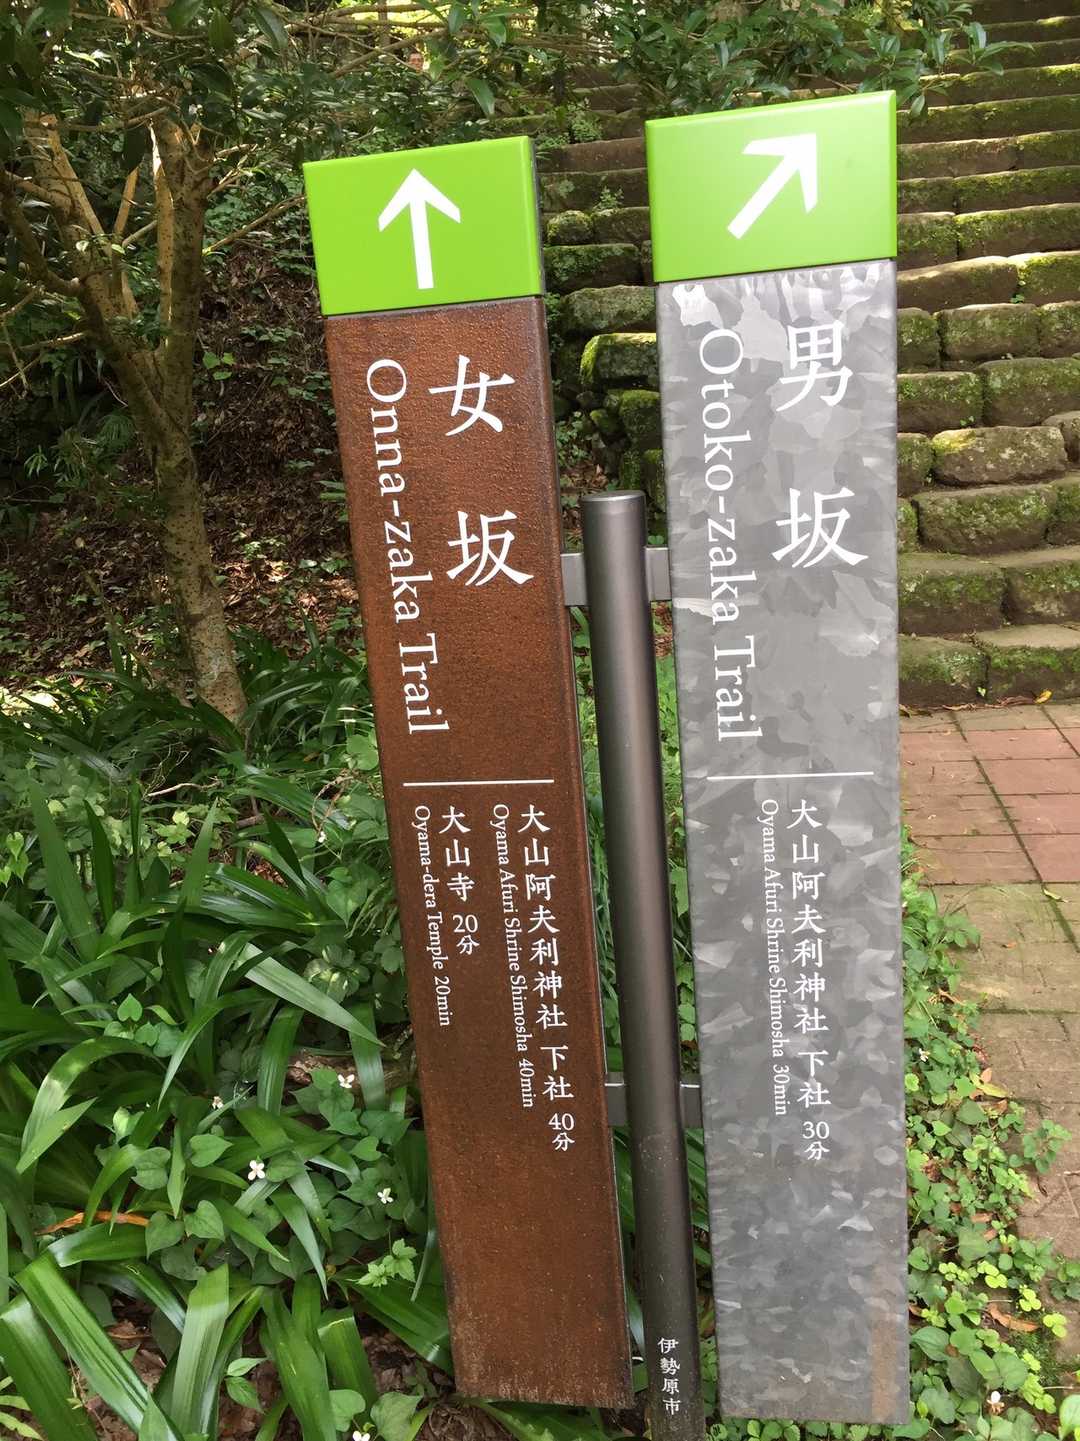 女坂
Onna-zaka Trail
大山阿夫利神社 下社 40分
Oyama Afuri Shrine Shimosha 40min
大山寺 20分
Oyama-dera Temple 20min
男坂
Otoko-zaka Trail
大山阿夫利神社 下社 30分
Oyama Afuri Shrine Shimosha 30min
伊勢原市